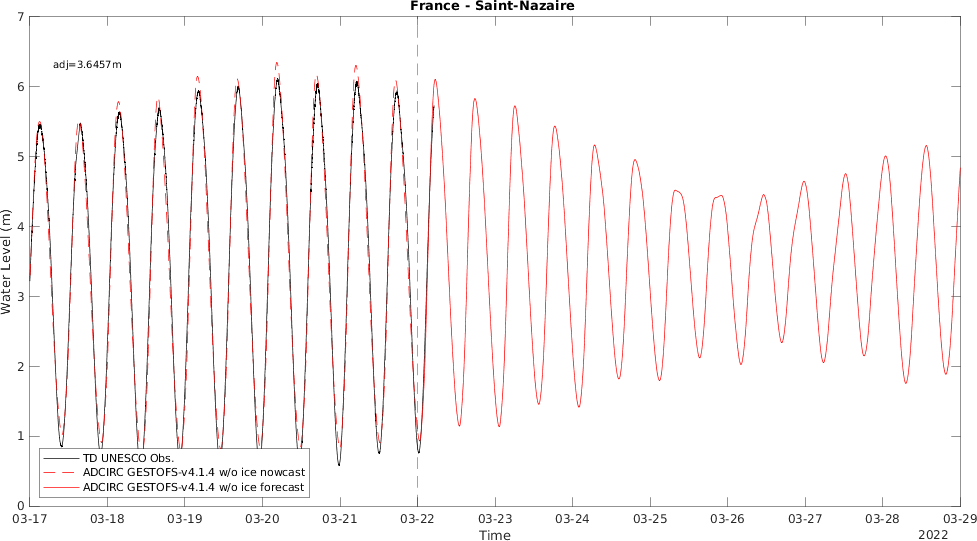 France - Saint-Nazaire
7
adj=3.6457m
6
5
4
3
2
1
0
Water Level (m)
TD UNESCO Obs.
ADCIRC GESTOFS-v4.1.4 w/o ice nowcast
ADCIRC GESTOFS-v4.1.4 w/o ice forecast
03-17 03-18 03-19 03-20 03-21 03-22 03-23 03-24 03-25 03-26 03-27 03-28 03-29
Time
2022